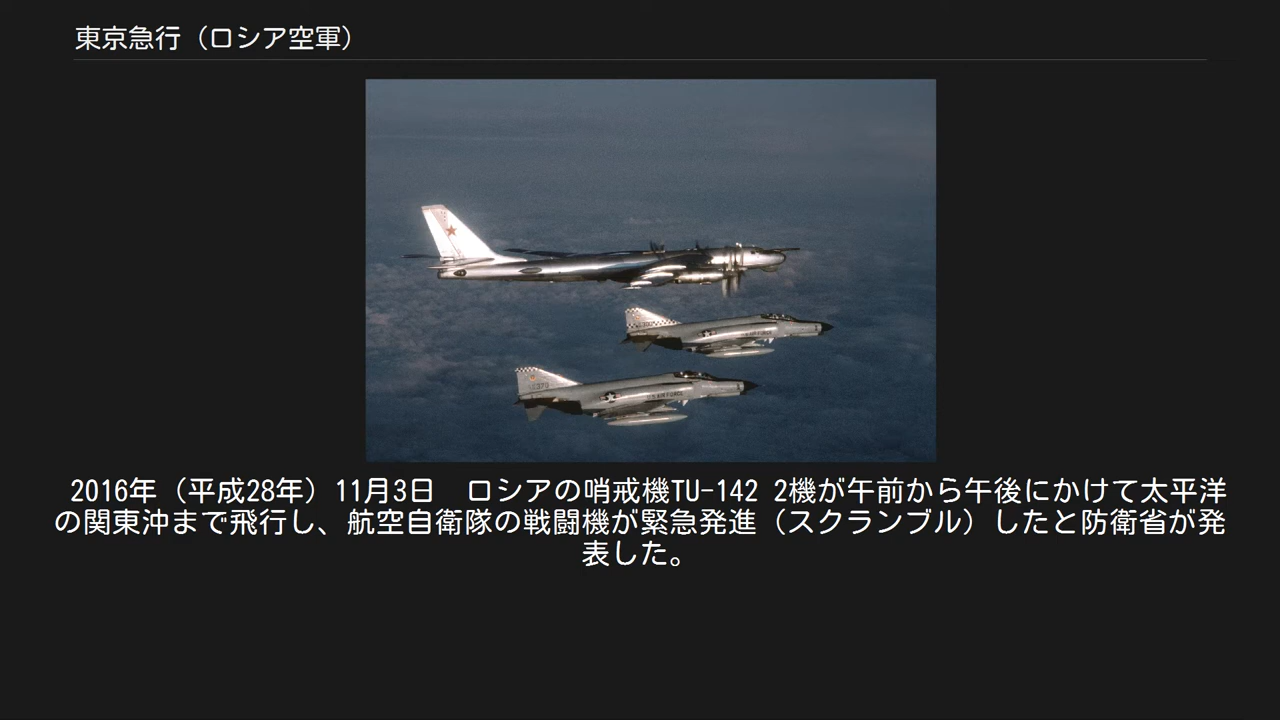 東京急行（ロシア空軍）
2016年（平成28年）11月3日　ロシアの哨戒機TU-142 2機が午前から午後にかけて太平洋
の関東沖まで飛行し、航空自衛隊の戦闘機が緊急発進（スクランブル）したと防衛省が発
表した。